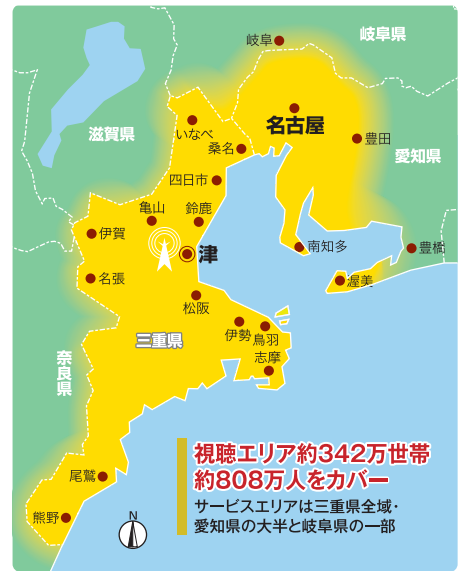 岐阜
岐阜県
いなべ
名古屋
滋賀県
桑名
豊田
愛知県
四日市
亀山
鈴鹿
伊賀
津
南知多
豊橋
名張
渥美
松阪
三重県
伊勢
鳥羽
志摩
奈良県
視聴エリア約342万世帯
約808万人をカバー
尾鷲
サービスエリアは三重県全域・
愛知県の大半と岐阜県の一部
熊野
N